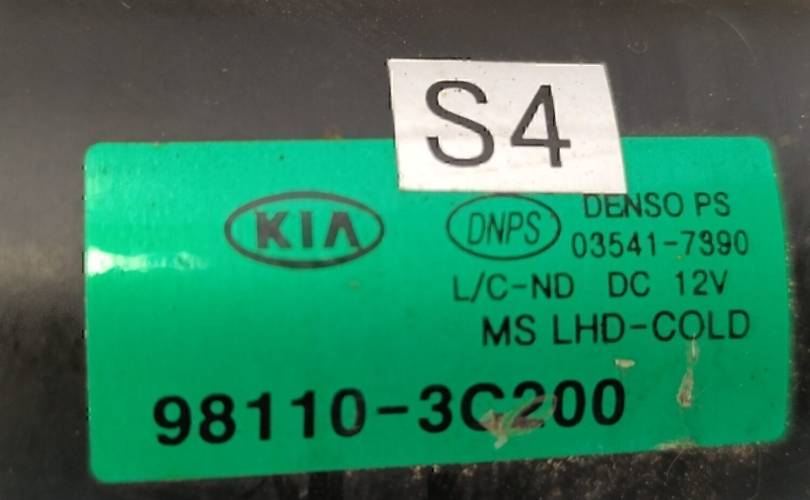 S4
KIA DNPS DENSO PS
03541-7390
L/C-ND DC 12V
MS LHD-COLD
98110-3C200